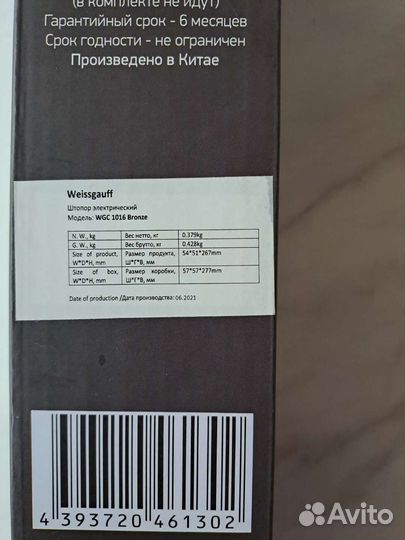 (в комплекте не идут)
Гарантийный срок - 6 месяцев
Срок годности - не ограничен
Произведено в Китае
Weissgauff
Штопор электрический
Модель: WGC 1016 Bronze
N. W., kg Вес нетто, кг 0.379kg
G. W., kg Вес брутто, кг 0.428kg
Size of product, Размер продукта, 54*51*267mm
W*D*H, mm Ш*Г*В, мм
Size of box, Размер коробки, 57*57*277mm
W*D*H, mm Ш*Г*В, мм
Date of production /Дата производства: 06.2021
4 393720 461302
Avito